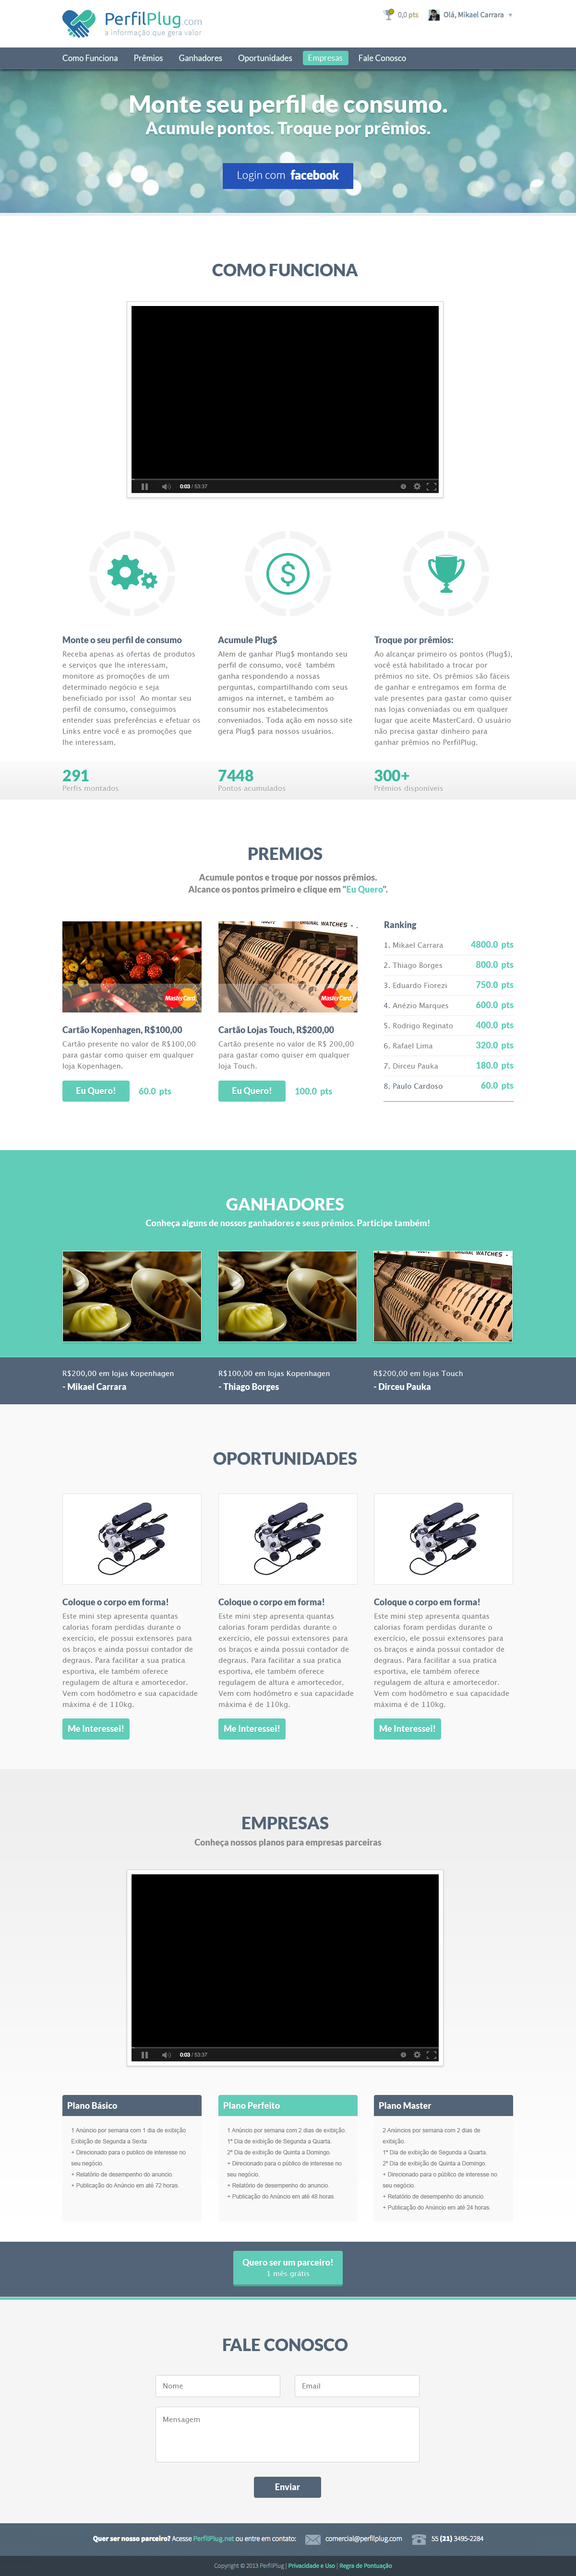 PerfilPlug.com
a informação que gera valor
0,0 pts
Olá, Mikael Carrara
Como Funciona Prêmios Ganhadores Oportunidades Empresas Fale Conosco
Monte seu perfil de consumo.
Acumule pontos. Troque por prêmios.
Login com facebook
COMO FUNCIONA
0:03 / 53:37
Monte o seu perfil de consumo
Receba apenas as ofertas de produtos
e serviços que lhe interessam,
monitore as promoções de um
determinado negócio e seja
beneficiado por isso! Ao montar seu
perfil de consumo, conseguimos
entender suas preferências e efetuar os
Links entre você e as promoções que
lhe interessam.
Acumule Plug$
Alem de ganhar Plug$ montando seu
perfil de consumo, você também
ganha respondendo a nossas
perguntas, compartilhando com seus
amigos na internet, e também ao
consumir nos estabelecimentos
conveniados. Toda ação em nosso site
gera Plug$ para nossos usuários.
Troque por prêmios:
Ao alcançar primeiro os pontos (Plug$),
você está habilitado a trocar por
prêmios no site. Os prêmios são fáceis
de ganhar e entregamos em forma de
vale presentes para gastar como quiser
nas lojas conveniadas ou em qualquer
lugar que aceite MasterCard. O usuário
não precisa gastar dinheiro para
ganhar prêmios no PerfilPlug.
291
Perfis montados
7448
Pontos acumulados
300+
Prêmios disponíveis
PREMIOS
Acumule pontos e troque por nossos prêmios.
Alcance os pontos primeiro e clique em "Eu Quero".
MasterCard
Cartão Kopenhagen, R$100,00
Cartão presente no valor de R$100,00
para gastar como quiser em qualquer
loja Kopenhagen.
Eu Quero! 60.0 pts
ORIGINAL WATCHES
MasterCard
Cartão Lojas Touch, R$200,00
Cartão presente no valor de R$ 200,00
para gastar como quiser em qualquer
loja Touch.
Eu Quero! 100.0 pts
Ranking
1. Mikael Carrara 4800.0 pts
2. Thiago Borges 800.0 pts
3. Eduardo Fiorezi 750.0 pts
4. Anézio Marques 600.0 pts
5. Rodrigo Reginato 400.0 pts
6. Rafael Lima 320.0 pts
7. Dirceu Pauka 180.0 pts
8. Paulo Cardoso 60.0 pts
GANHADORES
Conheça alguns de nossos ganhadores e seus prêmios. Participe também!
ORIGINAL WATCHES
R$200,00 em lojas Kopenhagen
- Mikael Carrara
R$100,00 em lojas Kopenhagen
- Thiago Borges
R$200,00 em lojas Touch
- Dirceu Pauka
OPORTUNIDADES
Coloque o corpo em forma!
Este mini step apresenta quantas
calorias foram perdidas durante o
exercício, ele possui extensores para
os braços e ainda possui contador de
degraus. Para facilitar a sua pratica
esportiva, ele também oferece
regulagem de altura e amortecedor.
Vem com hodômetro e sua capacidade
máxima é de 110kg.
Me Interessei!
Coloque o corpo em forma!
Este mini step apresenta quantas
calorias foram perdidas durante o
exercício, ele possui extensores para
os braços e ainda possui contador de
degraus. Para facilitar a sua pratica
esportiva, ele também oferece
regulagem de altura e amortecedor.
Vem com hodômetro e sua capacidade
máxima é de 110kg.
Me Interessei!
Coloque o corpo em forma!
Este mini step apresenta quantas
calorias foram perdidas durante o
exercício, ele possui extensores para
os braços e ainda possui contador de
degraus. Para facilitar a sua pratica
esportiva, ele também oferece
regulagem de altura e amortecedor.
Vem com hodômetro e sua capacidade
máxima é de 110kg.
Me Interessei!
EMPRESAS
Conheça nossos planos para empresas parceiras
0:03 / 53:37
Plano Básico
1 Anúncio por semana com 1 dia de exibição
Exibição de Segunda a Sexta
+ Direcionado para o publico de interesse no
seu negócio.
+ Relatório de desempenho do anuncio.
+ Publicação do Anúncio em até 72 horas.
Plano Perfeito
1 Anúncio por semana com 2 dias de exibição.
1º Dia de exibição de Segunda a Quarta.
2º Dia de exibição de Quinta a Domingo.
+ Direcionado para o público de interesse no
seu negócio.
+ Relatório de desempenho do anuncio.
+ Publicação do Anúncio em até 48 horas.
Plano Master
2 Anúncios por semana com 2 dias de
exibição.
1º Dia de exibição de Segunda a Quarta.
2º Dia de exibição de Quinta a Domingo.
+ Direcionado para o público de interesse no
seu negócio.
+ Relatório de desempenho do anuncio.
+ Publicação do Anúncio em até 24 horas.
Quero ser um parceiro!
1 mês grátis
FALE CONOSCO
Nome
Email
Mensagem
Enviar
Quer ser nosso parceiro? Acesse PerfilPlug.net ou entre em contato: comercial@perfilplug.com 55 (21) 3495-2284
Copyright © 2013 PerfilPlug | Privacidade e Uso | Regra de Pontuação